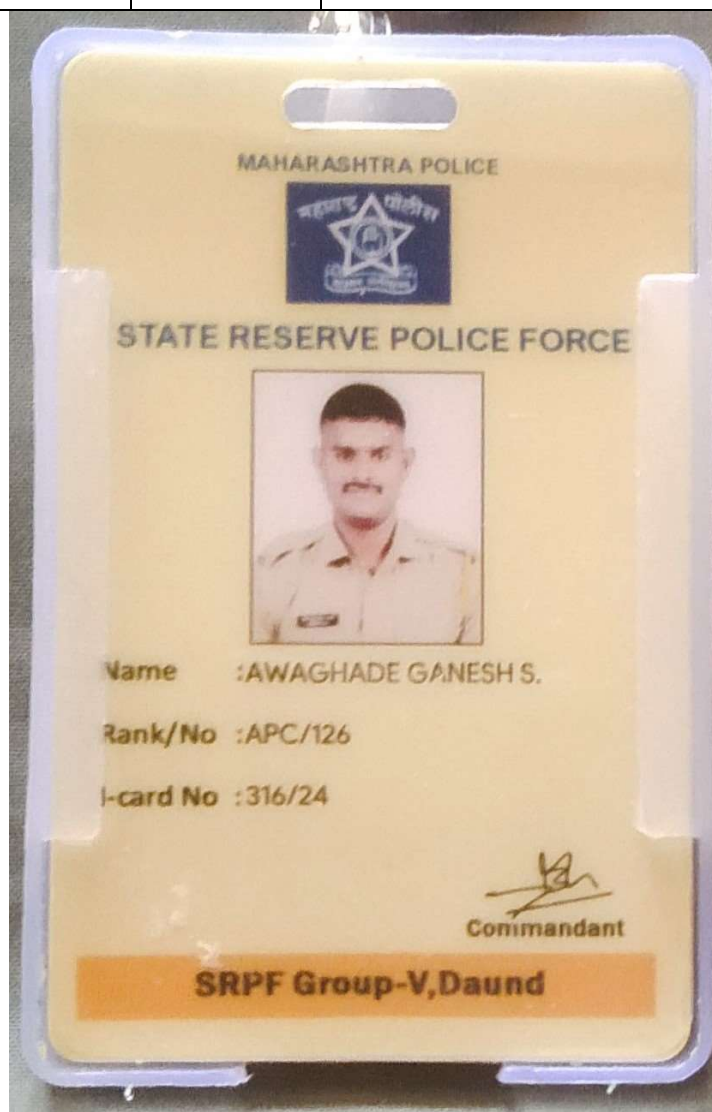 MAHARASHTRA POLICE
महाराष्ट्र पोलीस
STATE RESERVE POLICE FORCE
Name :AWAGHADE GANESH S.
Rank/No :APC/126
I-card No :316/24
Commandant
SRPF Group-V,Daund